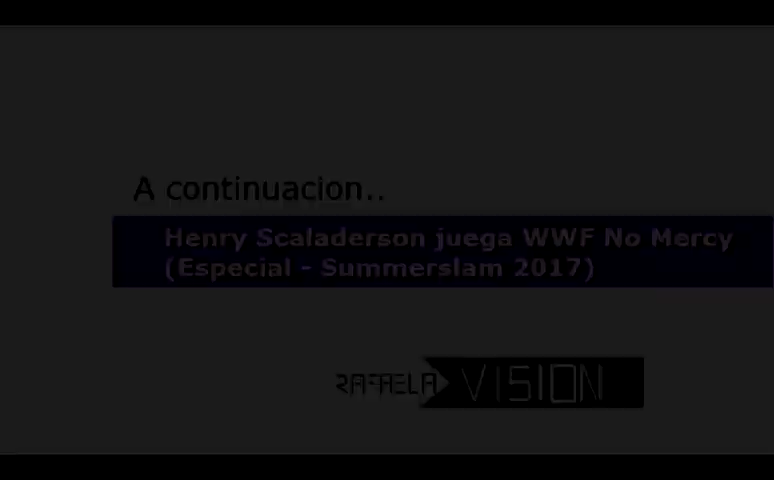 A continuacion..
Henry Scaladerson juega WWF No Mercy
(Especial - Summerslam 2017)
RAFAELA VISION